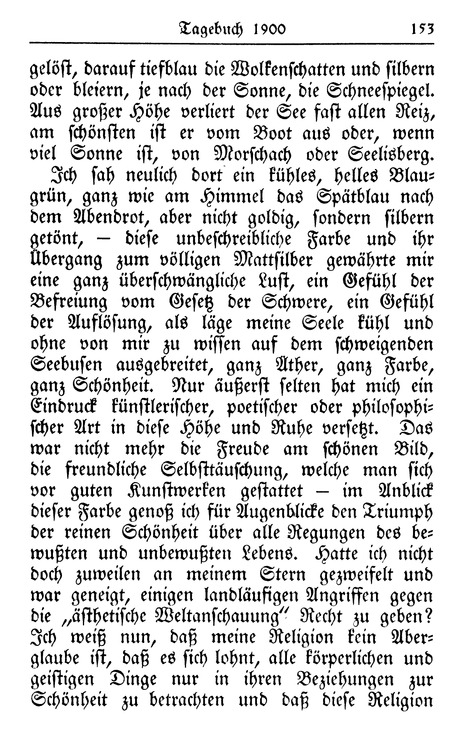 Tagebuch 1900 153
gelöst, darauf tiefblau die Wolkenschatten und silbern
oder bleiern, je nach der Sonne, die Schneespiegel.
Aus großer Höhe verliert der See fast allen Reiz,
am schönsten ist er vom Boot aus oder, wenn
viel Sonne ist, von Morschach oder Seelisberg.
Ich sah neulich dort ein kühles, helles Blau-
grün, ganz wie am Himmel das Spätblau nach
dem Abendrot, aber nicht goldig, sondern silbern
getönt, — diese unbeschreibliche Farbe und ihr
Übergang zum völligen Mattsilber gewährte mir
eine ganz überschwängliche Lust, ein Gefühl der
Befreiung vom Gesetz der Schwere, ein Gefühl
der Auflösung, als läge meine Seele kühl und
ohne von mir zu wissen auf dem schweigenden
Seebusen ausgebreitet, ganz Äther, ganz Farbe,
ganz Schönheit. Nur äußerst selten hat mich ein
Eindruck künstlerischer, poetischer oder philosophi-
scher Art in diese Höhe und Ruhe versetzt. Das
war nicht mehr die Freude am schönen Bild,
die freundliche Selbsttäuschung, welche man sich
vor guten Kunstwerken gestattet — im Anblick
dieser Farbe genoß ich für Augenblicke den Triumph
der reinen Schönheit über alle Regungen des be-
wußten und unbewußten Lebens. Hatte ich nicht
doch zuweilen an meinem Stern gezweifelt und
war geneigt, einigen landläufigen Angriffen gegen
die „ästhetische Weltanschauung“ Recht zu geben?
Ich weiß nun, daß meine Religion kein Aber-
glaube ist, daß es sich lohnt, alle körperlichen und
geistigen Dinge nur in ihren Beziehungen zur
Schönheit zu betrachten und daß diese Religion